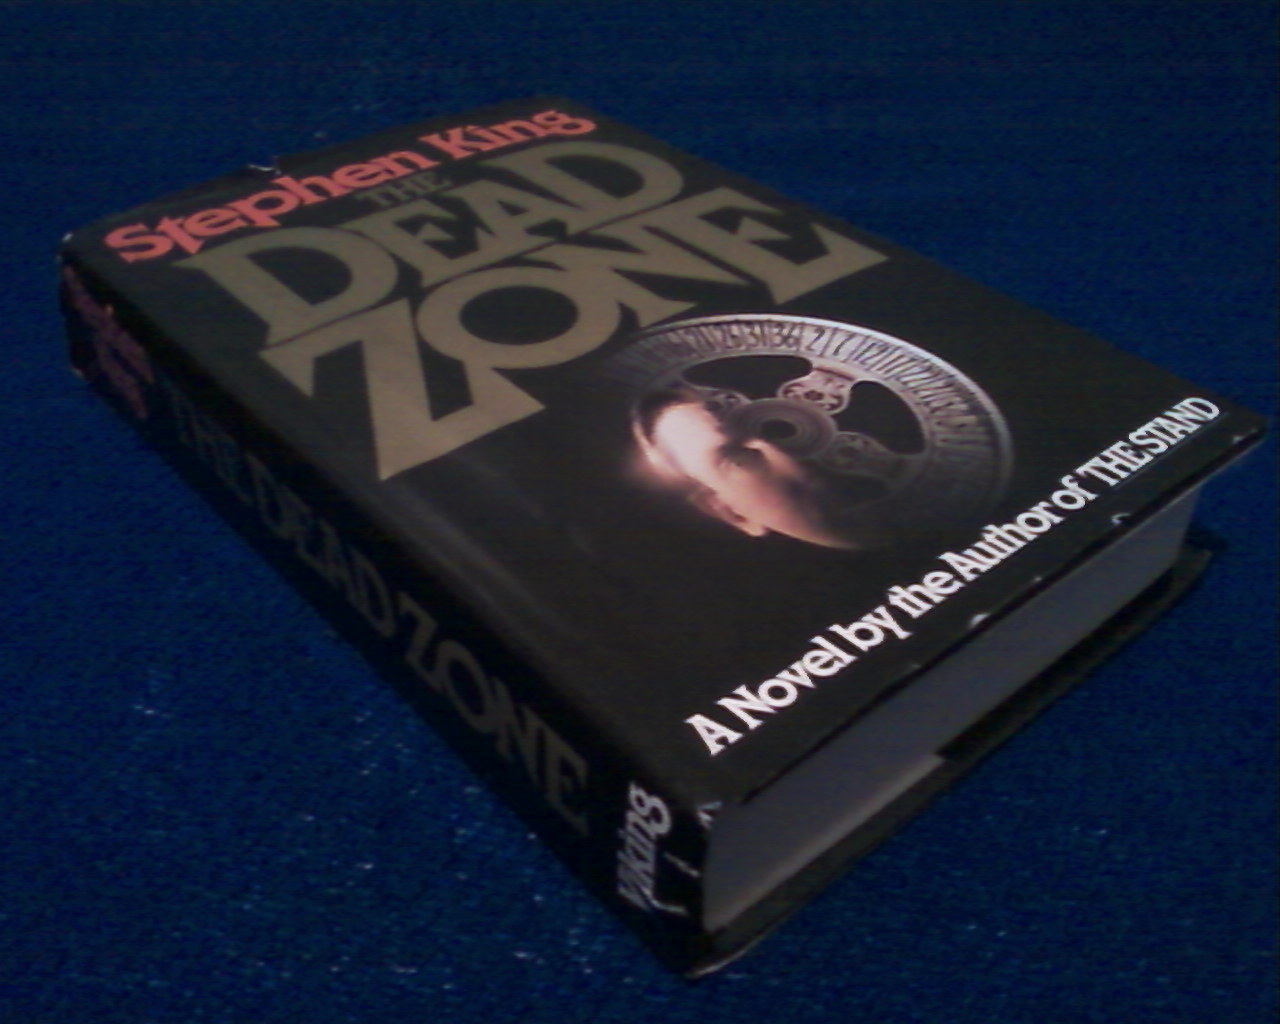 Stephen King
THE
DEAD
ZONE
A Novel by the Author of THE STAND
THE DEAD ZONE
Viking